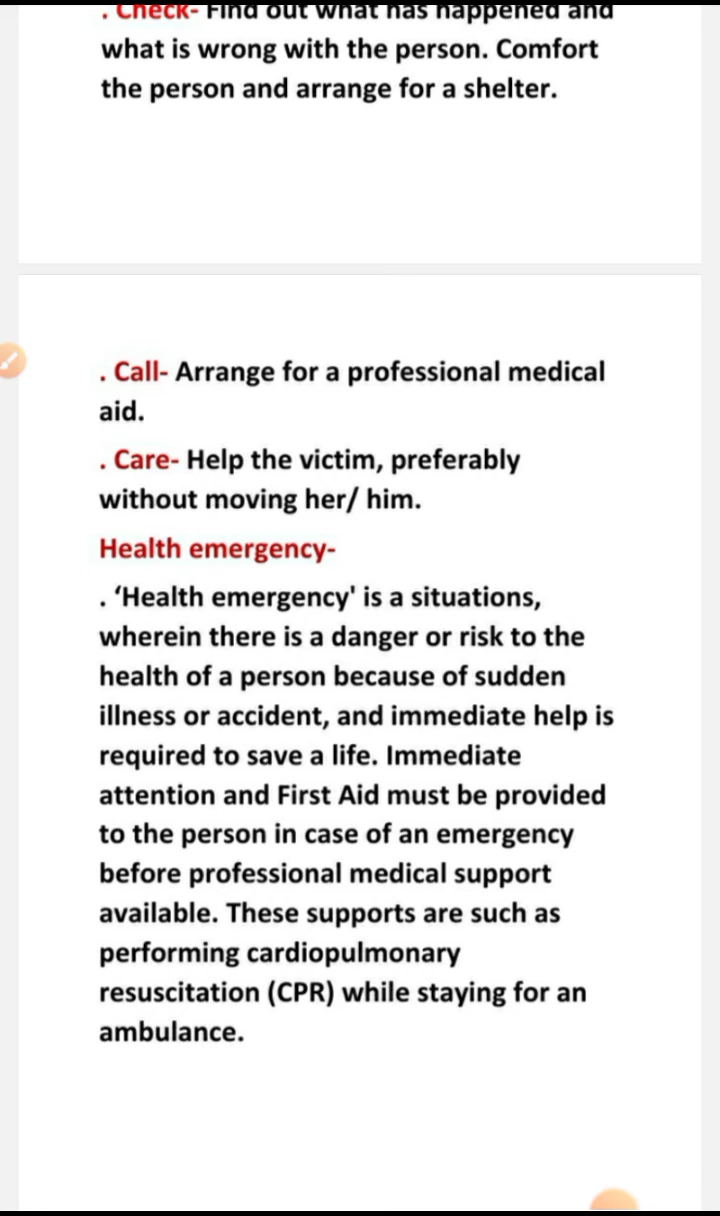 . Check- Find out what has happened and
what is wrong with the person. Comfort
the person and arrange for a shelter.
. Call- Arrange for a professional medical
aid.
. Care- Help the victim, preferably
without moving her/ him.
Health emergency-
. ‘Health emergency' is a situations,
wherein there is a danger or risk to the
health of a person because of sudden
illness or accident, and immediate help is
required to save a life. Immediate
attention and First Aid must be provided
to the person in case of an emergency
before professional medical support
available. These supports are such as
performing cardiopulmonary
resuscitation (CPR) while staying for an
ambulance.